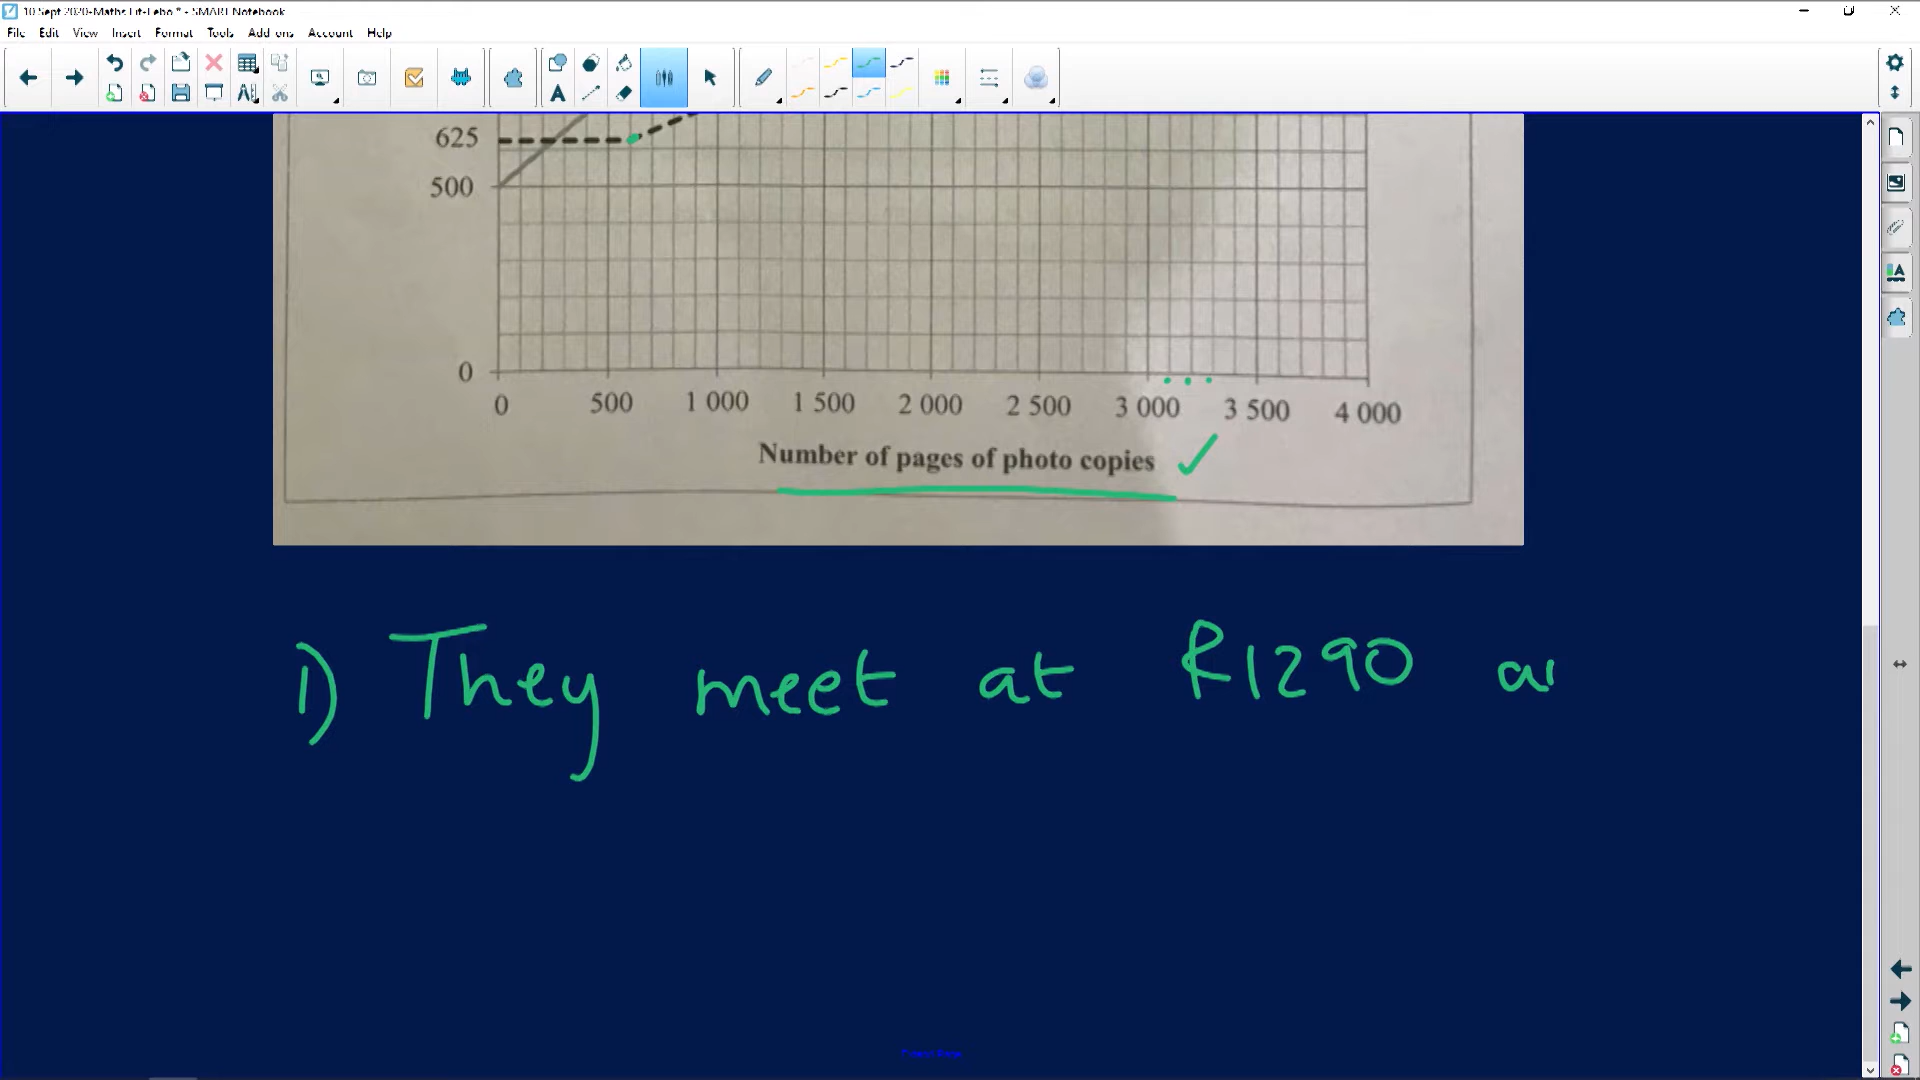 10 Sept 2020-Maths Lit-Lebo * - SMART Notebook
File Edit View Insert Format Tools Add-ons Account Help
625
500
0
0 500 1 000 1 500 2 000 2 500 3 000 3 500 4 000
Number of pages of photo copies
1) They meet at R1290 an